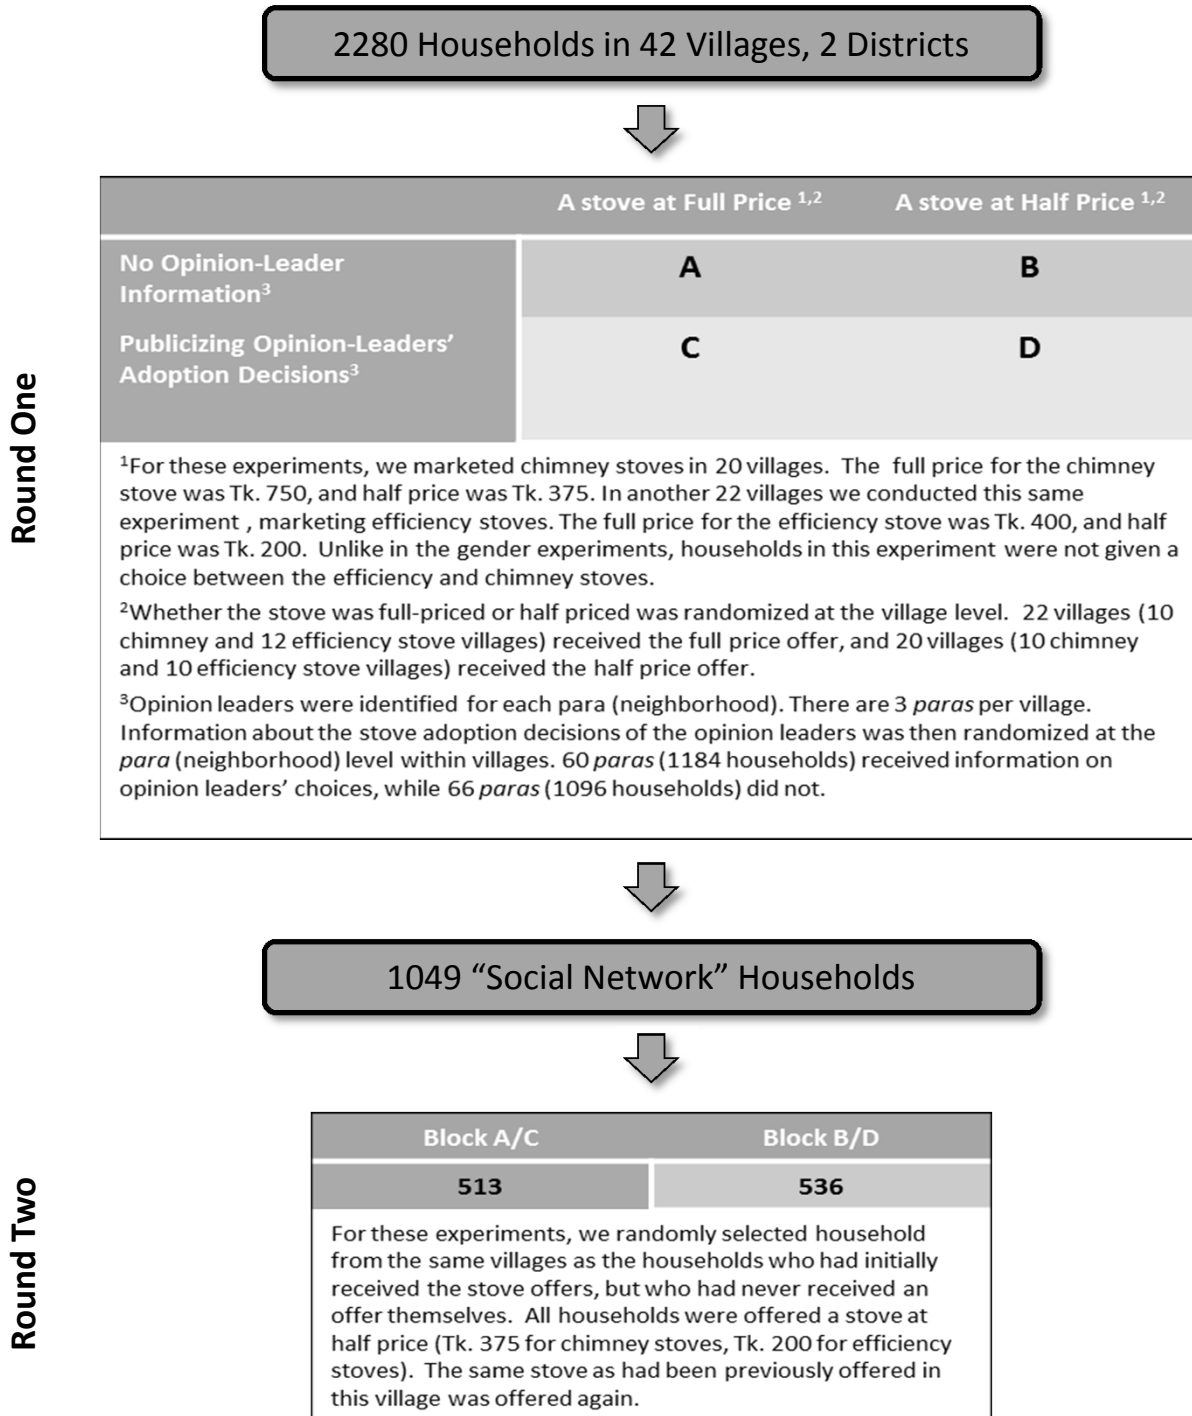 2280 Households in 42 Villages, 2 Districts
Round One
A stove at Full Price 1,2
A stove at Half Price 1,2
No Opinion-Leader
Information3
A
B
Publicizing Opinion-Leaders’
Adoption Decisions3
C
D
1For these experiments, we marketed chimney stoves in 20 villages. The full price for the chimney
stove was Tk. 750, and half price was Tk. 375. In another 22 villages we conducted this same
experiment , marketing efficiency stoves. The full price for the efficiency stove was Tk. 400, and half
price was Tk. 200. Unlike in the gender experiments, households in this experiment were not given a
choice between the efficiency and chimney stoves.
2Whether the stove was full-priced or half priced was randomized at the village level. 22 villages (10
chimney and 12 efficiency stove villages) received the full price offer, and 20 villages (10 chimney
and 10 efficiency stove villages) received the half price offer.
3Opinion leaders were identified for each para (neighborhood). There are 3 paras per village.
Information about the stove adoption decisions of the opinion leaders was then randomized at the
para (neighborhood) level within villages. 60 paras (1184 households) received information on
opinion leaders’ choices, while 66 paras (1096 households) did not.
1049 “Social Network” Households
Round Two
Block A/C
Block B/D
513
536
For these experiments, we randomly selected household
from the same villages as the households who had initially
received the stove offers, but who had never received an
offer themselves. All households were offered a stove at
half price (Tk. 375 for chimney stoves, Tk. 200 for efficiency
stoves). The same stove as had been previously offered in
this village was offered again.